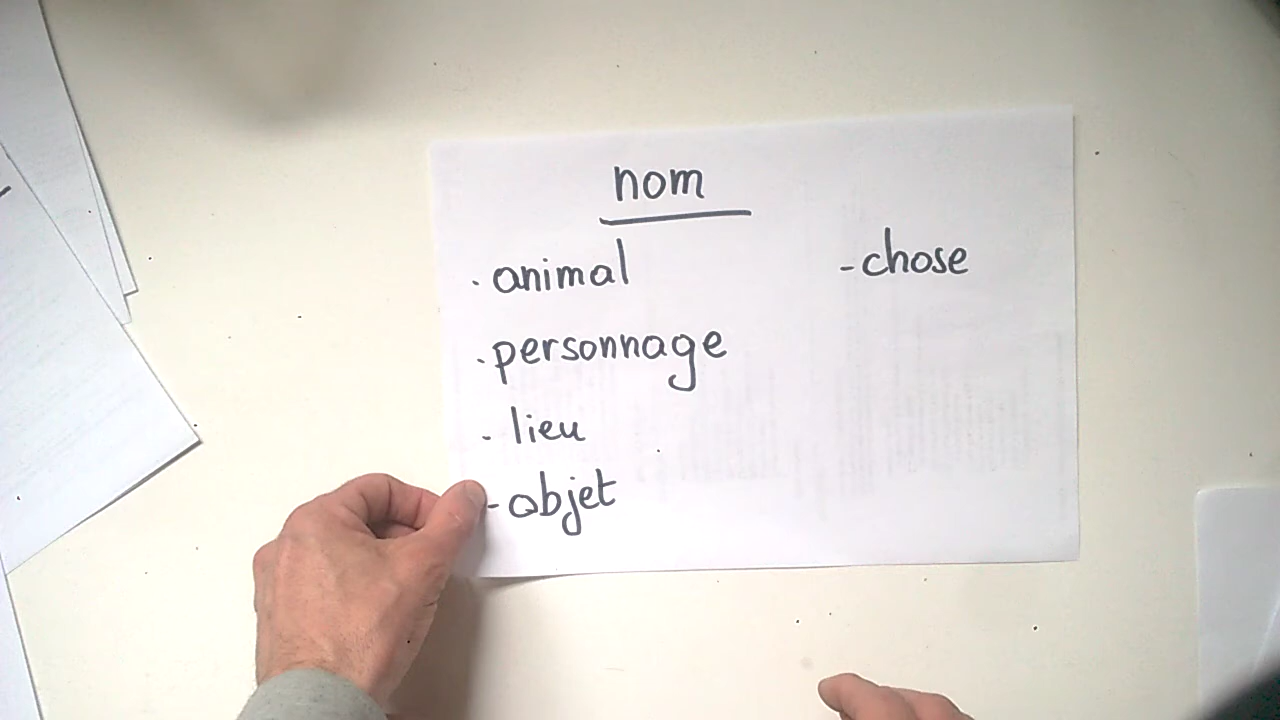 nom
. animal
. personnage
- lieu
- objet
- chose